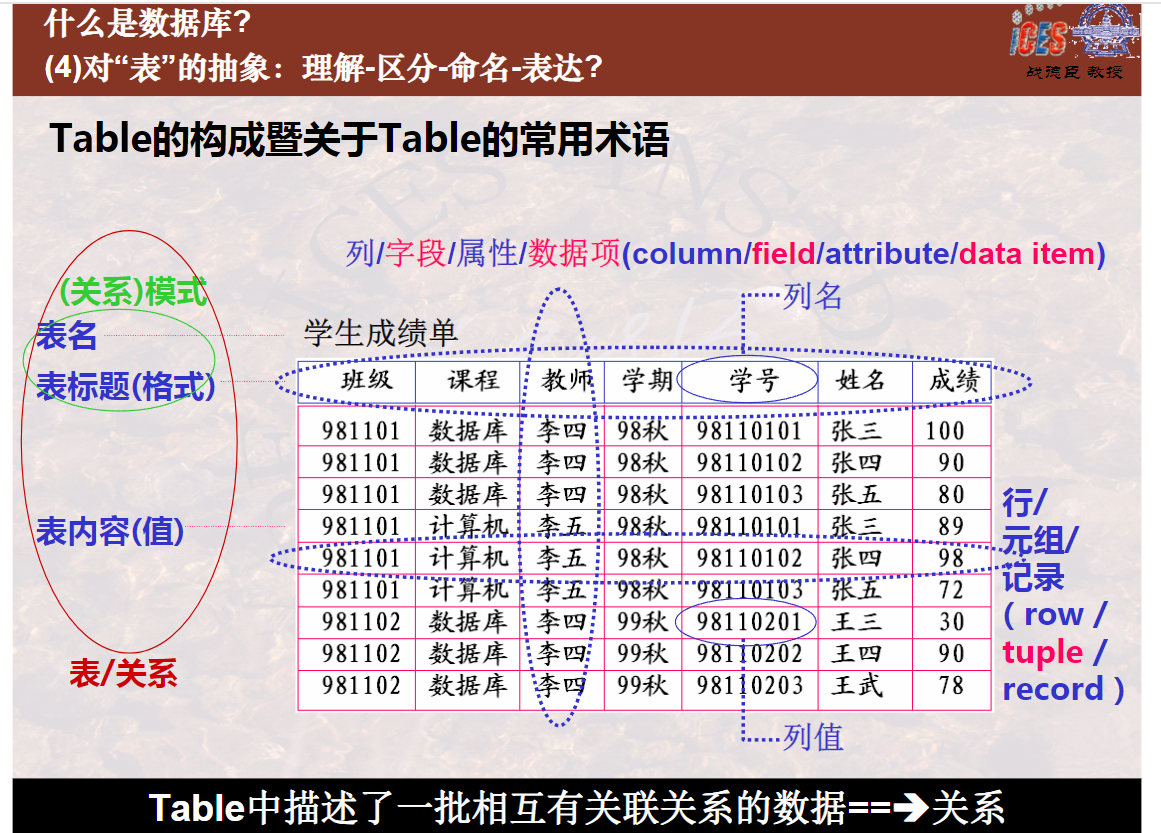 什么是数据库?
(4)对“表”的抽象：理解-区分-命名-表达?
iCES
战德臣 教授
Table的构成暨关于Table的常用术语
列/字段/属性/数据项(column/field/attribute/data item)
列名
(关系)模式
表名
学生成绩单
表标题(格式)
班级 课程 教师 学期 学号 姓名 成绩
981101 数据库 李四 98秋 98110101 张三 100
981101 数据库 李四 98秋 98110102 张四 90
981101 数据库 李四 98秋 98110103 张五 80
981101 计算机 李五 98秋 98110101 张三 89
981101 计算机 李五 98秋 98110102 张四 98
981101 计算机 李五 98秋 98110103 张五 72
981102 数据库 李四 99秋 98110201 王三 30
981102 数据库 李四 99秋 98110202 王四 90
981102 数据库 李四 99秋 98110203 王武 78
表内容(值)
行/
元组/
记录
( row /
tuple /
record )
表/关系
列值
Table中描述了一批相互有关联关系的数据==➔关系